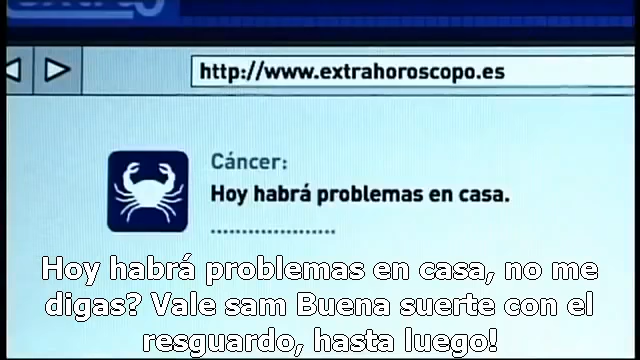 http://www.extrahoroscopo.es
Cáncer:
Hoy habrá problemas en casa.
Hoy habrá problemas en casa, no me
digas? Vale sam Buena suerte con el
resguardo, hasta luego!